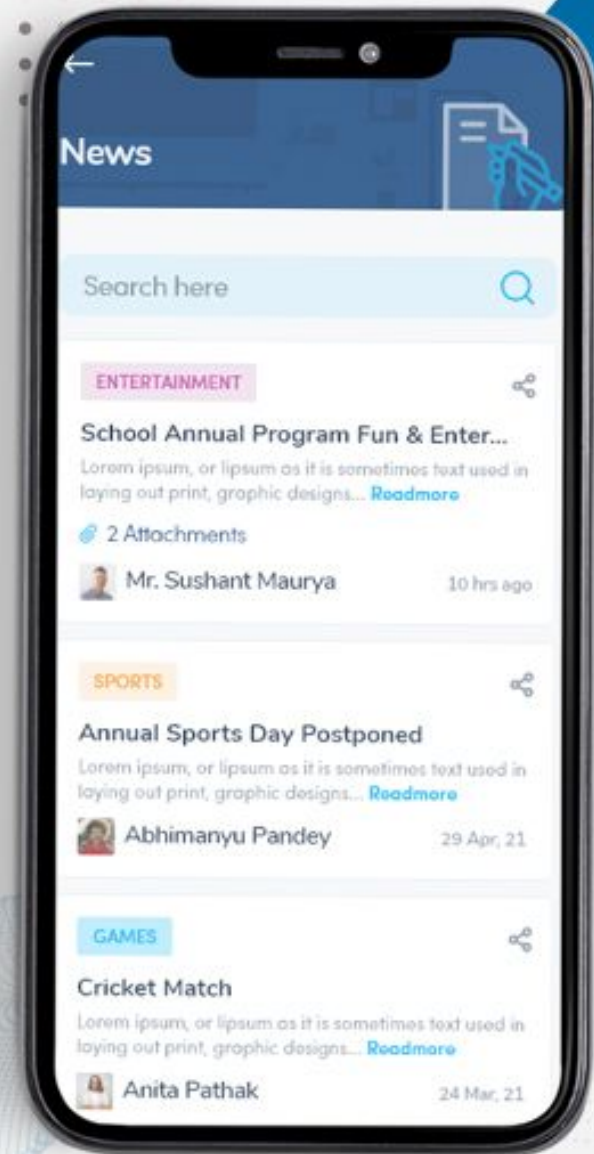 News
Search here
ENTERTAINMENT
School Annual Program Fun & Enter...
Lorem ipsum, or lipsum as it is sometimes text used in
laying out print, graphic designs... Readmore
2 Attachments
Mr. Sushant Maurya
10 hrs ago
SPORTS
Annual Sports Day Postponed
Lorem ipsum, or lipsum as it is sometimes text used in
laying out print, graphic designs... Readmore
Abhimanyu Pandey
29 Apr, 21
GAMES
Cricket Match
Lorem ipsum, or lipsum as it is sometimes text used in
laying out print, graphic designs... Readmore
Anita Pathak
24 Mar, 21